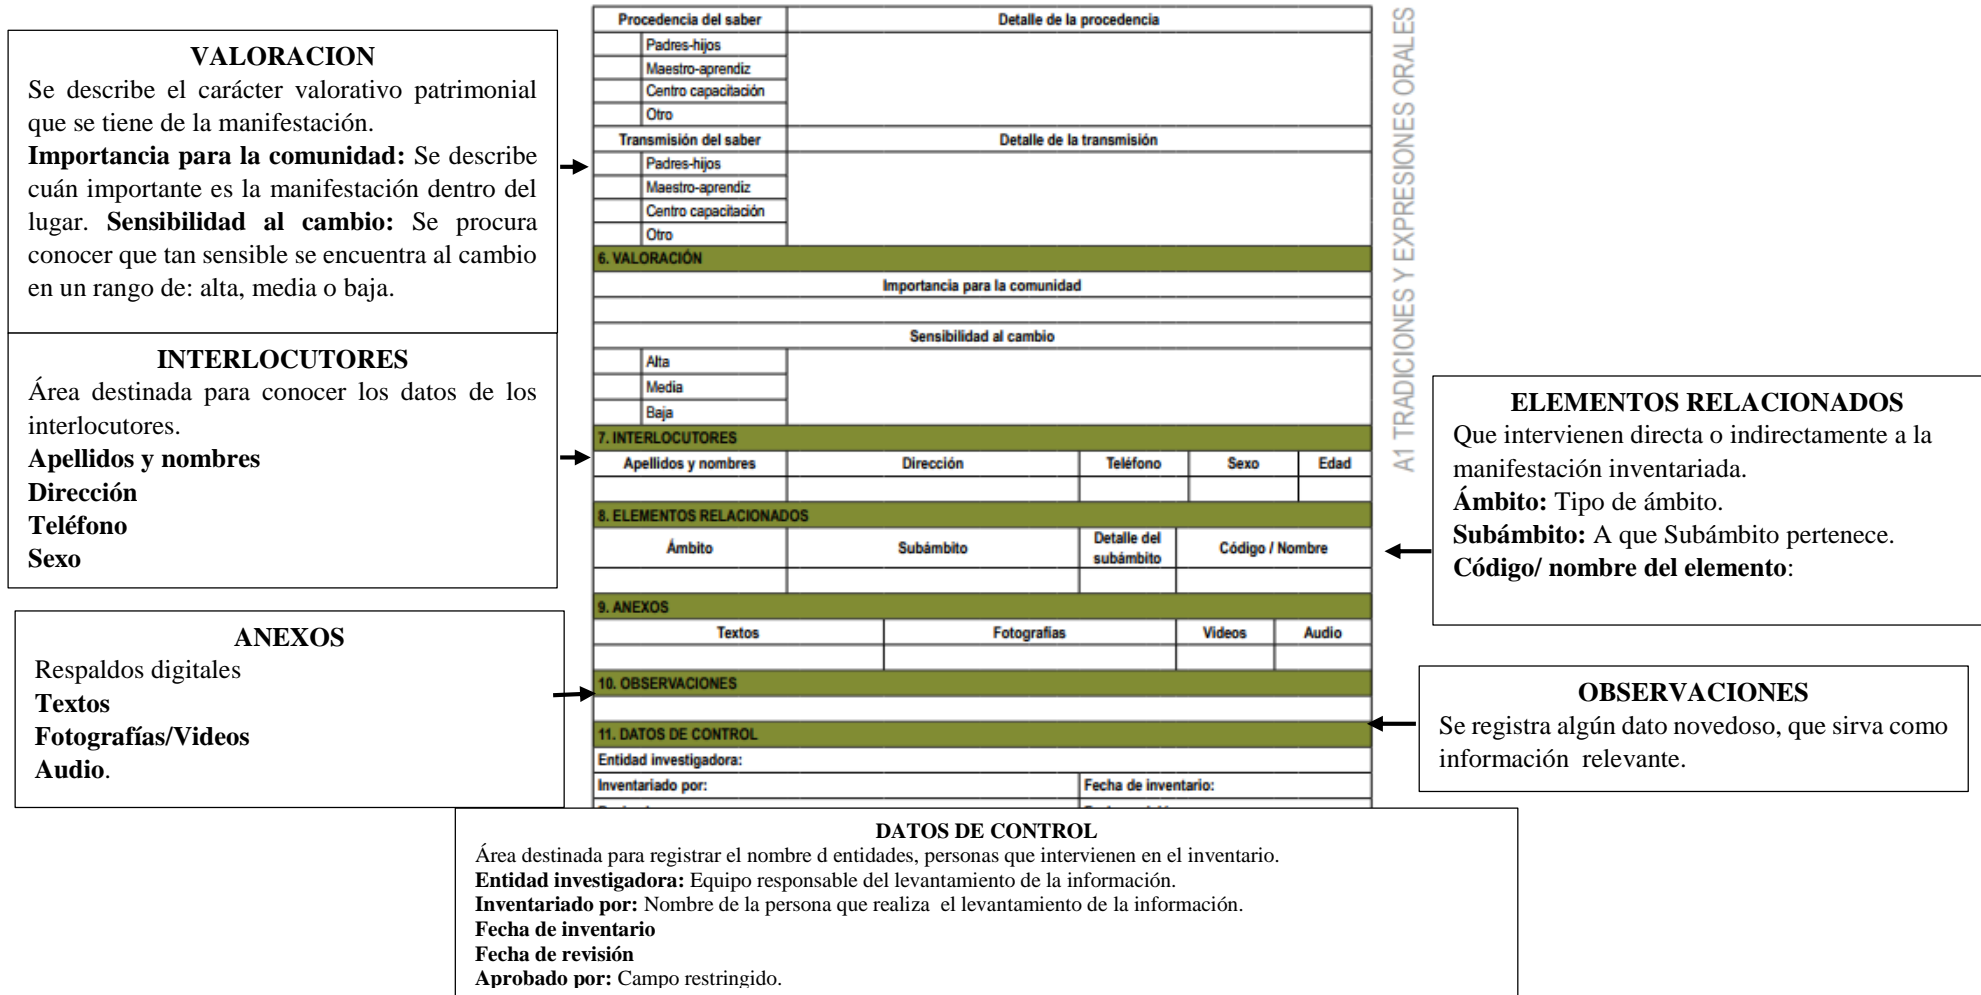 VALORACION
Se describe el carácter valorativo patrimonial
que se tiene de la manifestación.
Importancia para la comunidad: Se describe
cuán importante es la manifestación dentro del
lugar. Sensibilidad al cambio: Se procura
conocer que tan sensible se encuentra al cambio
en un rango de: alta, media o baja.
INTERLOCUTORES
Área destinada para conocer los datos de los
interlocutores.
Apellidos y nombres
Dirección
Teléfono
Sexo
ANEXOS
Respaldos digitales
Textos
Fotografías/Videos
Audio.
Procedencia del saber Detalle de la procedencia
Padres-hijos
Maestro-aprendiz
Centro capacitación
Otro
Transmisión del saber Detalle de la transmisión
Padres-hijos
Maestro-aprendiz
Centro capacitación
Otro
6. VALORACIÓN
Importancia para la comunidad
Sensibilidad al cambio
Alta
Media
Baja
7. INTERLOCUTORES
Apellidos y nombres Dirección Teléfono Sexo Edad
8. ELEMENTOS RELACIONADOS
Ámbito Subámbito Detalle del subámbito Código / Nombre
9. ANEXOS
Textos Fotografías Videos Audio
10. OBSERVACIONES
11. DATOS DE CONTROL
Entidad investigadora:
Inventariado por: Fecha de inventario:
A1 TRADICIONES Y EXPRESIONES ORALES
ELEMENTOS RELACIONADOS
Que intervienen directa o indirectamente a la
manifestación inventariada.
Ámbito: Tipo de ámbito.
Subámbito: A que Subámbito pertenece.
Código/ nombre del elemento:
OBSERVACIONES
Se registra algún dato novedoso, que sirva como
información relevante.
DATOS DE CONTROL
Área destinada para registrar el nombre d entidades, personas que intervienen en el inventario.
Entidad investigadora: Equipo responsable del levantamiento de la información.
Inventariado por: Nombre de la persona que realiza el levantamiento de la información.
Fecha de inventario
Fecha de revisión
Aprobado por: Campo restringido.